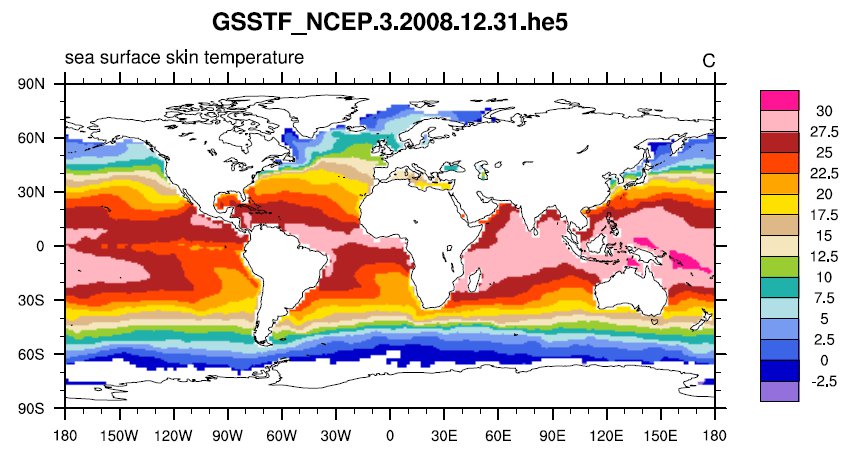 GSSTF_NCEP.3.2008.12.31.he5
sea surface skin temperature C
90N
60N
30N
0
30S
60S
90S
180 150W 120W 90W 60W 30W 0 30E 60E 90E 120E 150E 180
30
27.5
25
22.5
20
17.5
15
12.5
10
7.5
5
2.5
0
-2.5